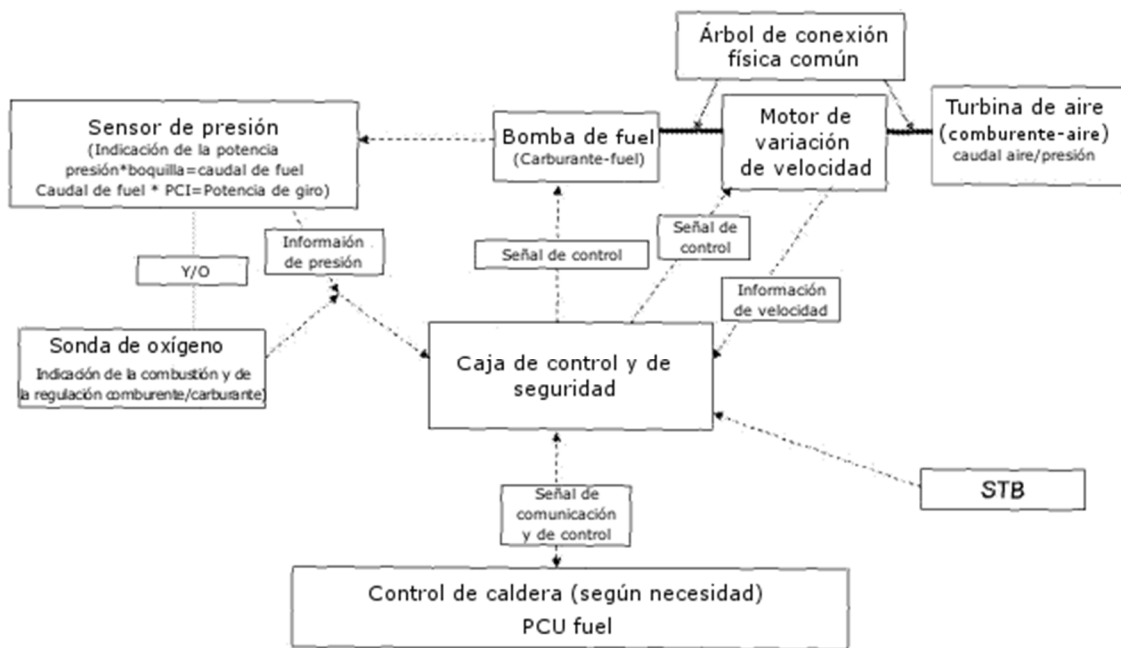 Árbol de conexión
física común
Sensor de presión
(Indicación de la potencia
presión*boquilla=caudal de fuel
Caudal de fuel * PCI=Potencia de giro)
Bomba de fuel
(Carburante-fuel)
Motor de
variación
de velocidad
Turbina de aire
(comburente-aire)
caudal aire/presión
Informaión
de presión
Señal de control
Señal de
control
Y/O
Información
de velocidad
Sonda de oxígeno
Indicación de la combustión y de
la regulación comburente/carburante)
Caja de control y de
seguridad
STB
Señal de
comunicación
y de control
Control de caldera (según necesidad)
PCU fuel